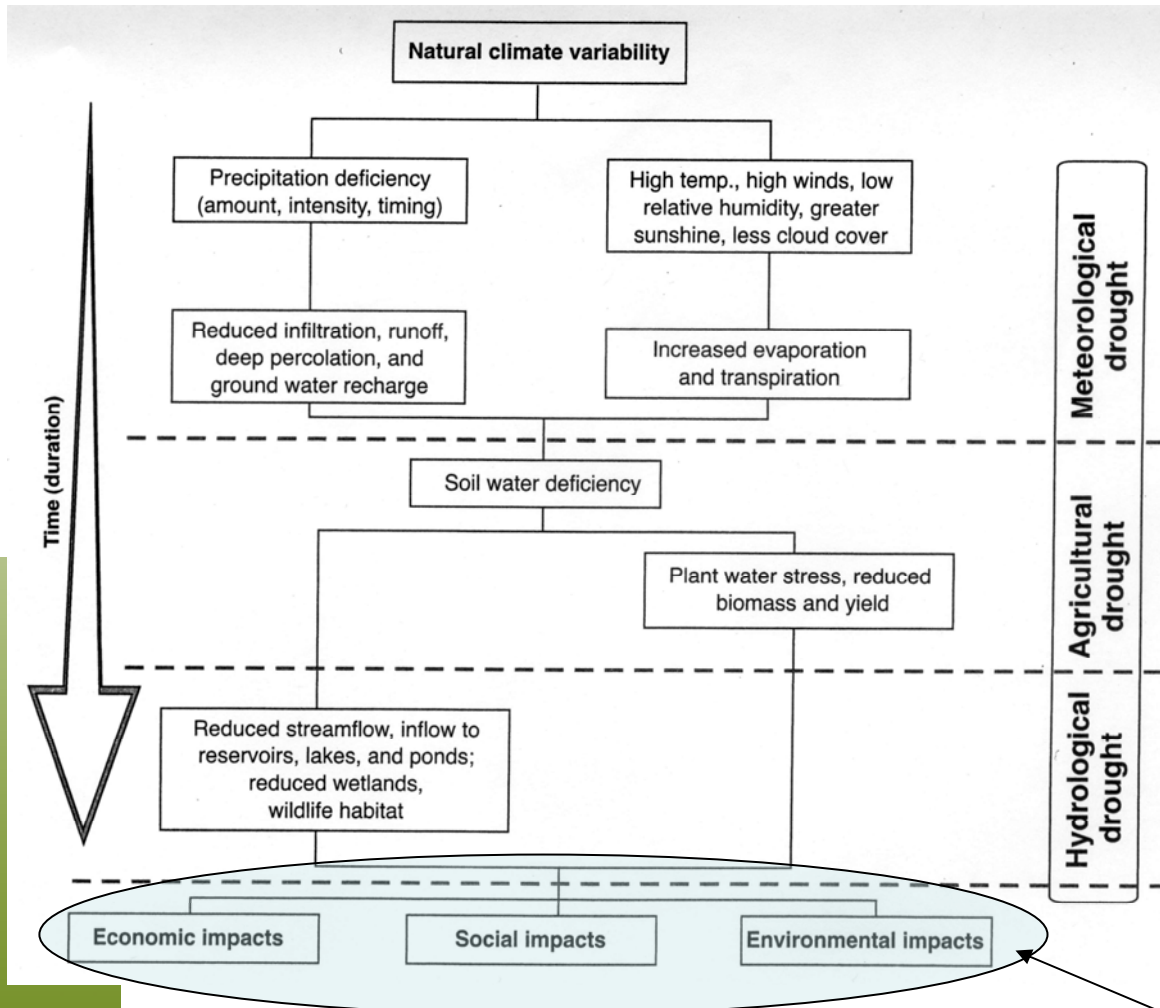 Natural climate variability
Precipitation deficiency
(amount, intensity, timing)
High temp., high winds, low
relative humidity, greater
sunshine, less cloud cover
Reduced infiltration, runoff,
deep percolation, and
ground water recharge
Increased evaporation
and transpiration
Meteorological
drought
Time (duration)
Soil water deficiency
Plant water stress, reduced
biomass and yield
Agricultural
drought
Reduced streamflow, inflow to
reservoirs, lakes, and ponds;
reduced wetlands,
wildlife habitat
Hydrological
drought
Economic impacts
Social impacts
Environmental impacts